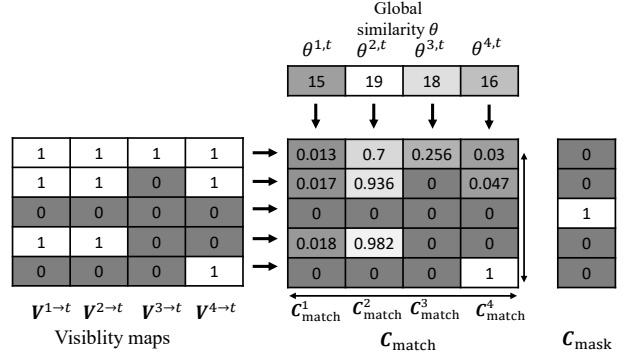 Global
similarity θ
θ^{1,t} θ^{2,t} θ^{3,t} θ^{4,t}
15 19 18 16
1 1 1 1 0.013 0.7 0.256 0.03 0
1 1 0 1 0.017 0.936 0 0.047 0
0 0 0 0 0 0 0 0 1
1 1 0 0 0.018 0.982 0 0 0
0 0 0 1 0 0 0 1 0
V^{1→t} V^{2→t} V^{3→t} V^{4→t} C^1_match C^2_match C^3_match C^4_match
Visiblity maps C_match C_mask